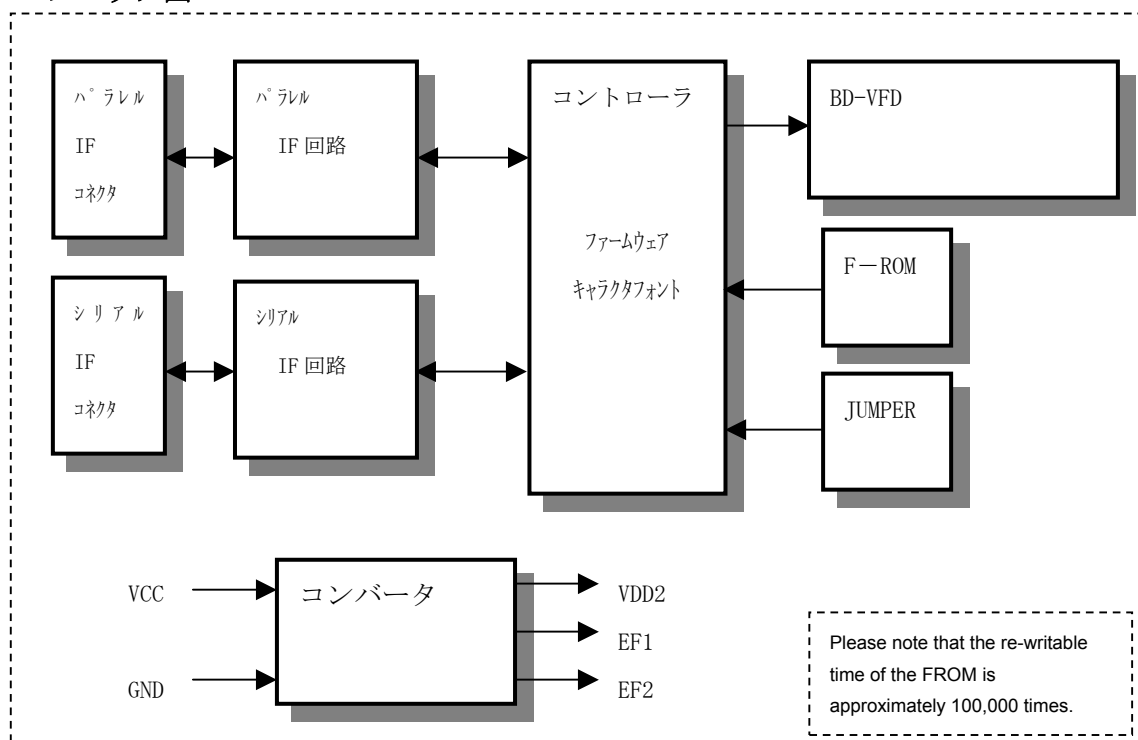 パラレル
IF
コネクタ
パラレル
IF 回路
コントローラ
ファームウェア
キャラクタフォント
BD-VFD
F－ROM
JUMPER
シリアル
IF
コネクタ
シリアル
IF 回路
コンバータ
VCC
GND
VDD2
EF1
EF2
Please note that the re-writable
time of the FROM is
approximately 100,000 times.